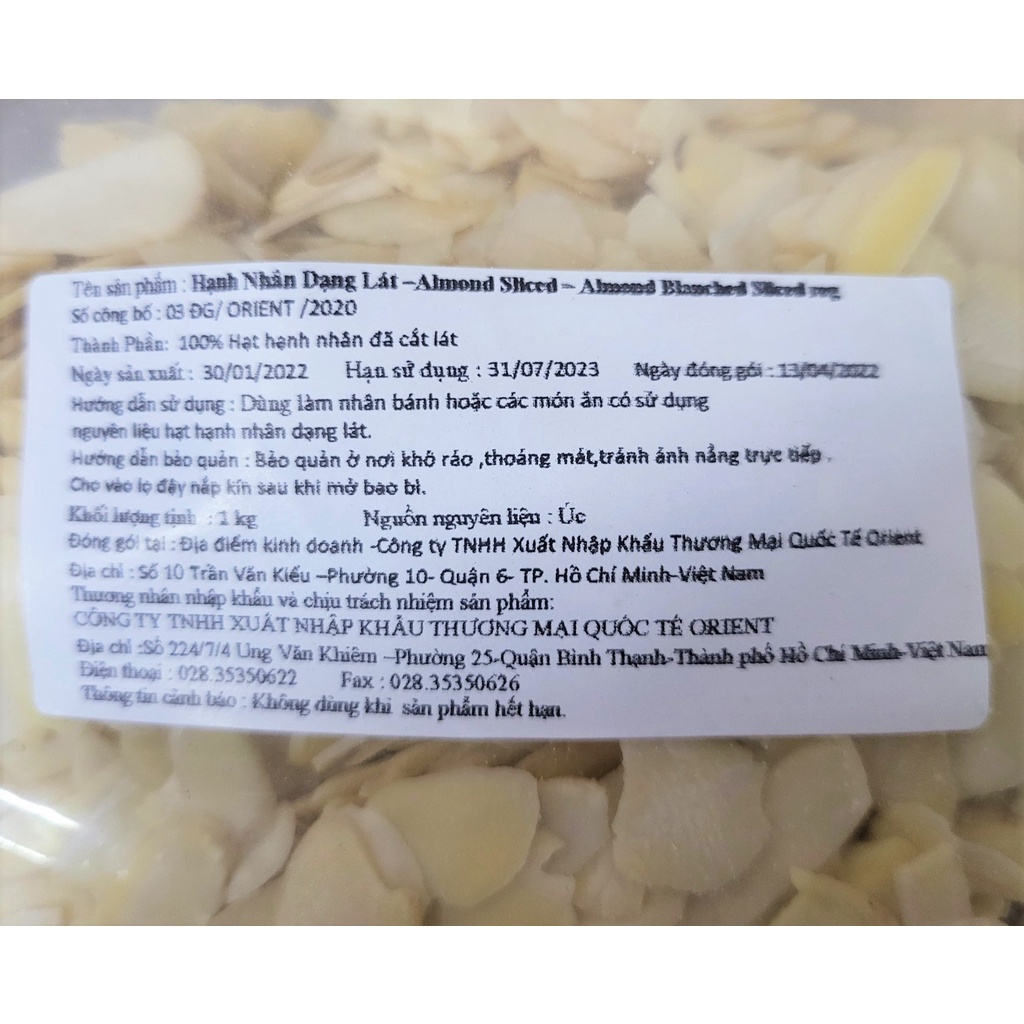 Tên sản phẩm : Hạnh Nhân Dạng Lát –Almond Sliced – Almond Blanched Sliced reg
Số công bố : 03 ĐG/ ORIENT /2020
Thành Phần: 100% Hạt hạnh nhân đã cắt lát
Ngày sản xuất : 30/01/2022 Hạn sử dụng : 31/07/2023 Ngày đóng gói : 13/04/2022
Hướng dẫn sử dụng : Dùng làm nhân bánh hoặc các món ăn có sử dụng
nguyên liệu hạt hạnh nhân dạng lát.
Hướng dẫn bảo quản : Bảo quản ở nơi khô ráo ,thoáng mát,tránh ánh nắng trực tiếp .
Cho vào lọ đậy nắp kín sau khi mở bao bì.
Khối lượng tịnh : 1 kg Nguồn nguyên liệu : Úc
Đóng gói tại : Địa điểm kinh doanh -Công ty TNHH Xuất Nhập Khẩu Thương Mại Quốc Tế Orient
Địa chỉ : Số 10 Trần Văn Kiểu –Phường 10- Quận 6- TP. Hồ Chí Minh-Việt Nam
Thương nhân nhập khẩu và chịu trách nhiệm sản phẩm:
CÔNG TY TNHH XUẤT NHẬP KHẨU THƯƠNG MẠI QUỐC TẾ ORIENT
Địa chỉ :Số 224/7/4 Ung Văn Khiêm –Phường 25-Quận Bình Thạnh-Thành phố Hồ Chí Minh-Việt Nam
Điện thoại : 028.35350622 Fax : 028.35350626
Thông tin cảnh báo : Không dùng khi sản phẩm hết hạn.